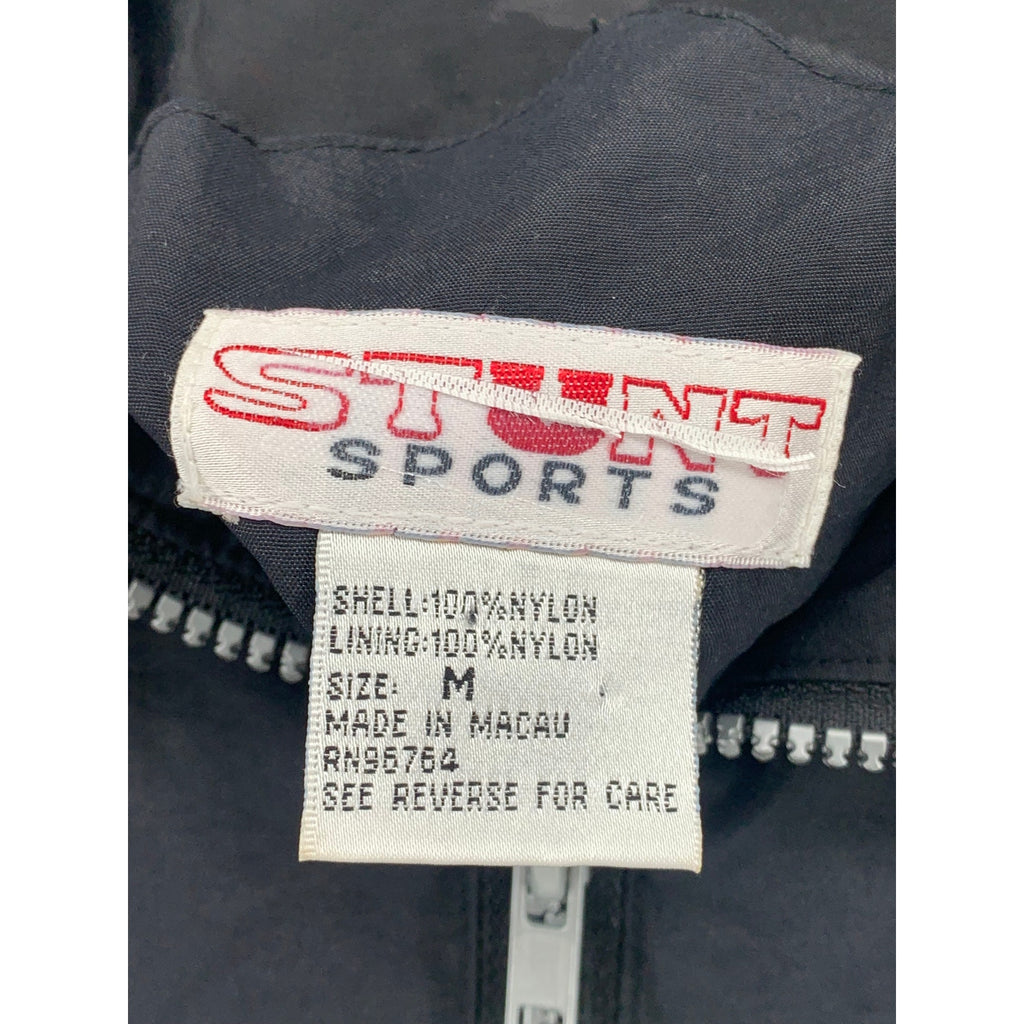 STUNT
SPORTS
SHELL:100%NYLON
LINING:100%NYLON
SIZE: M
MADE IN MACAU
RN96764
SEE REVERSE FOR CARE